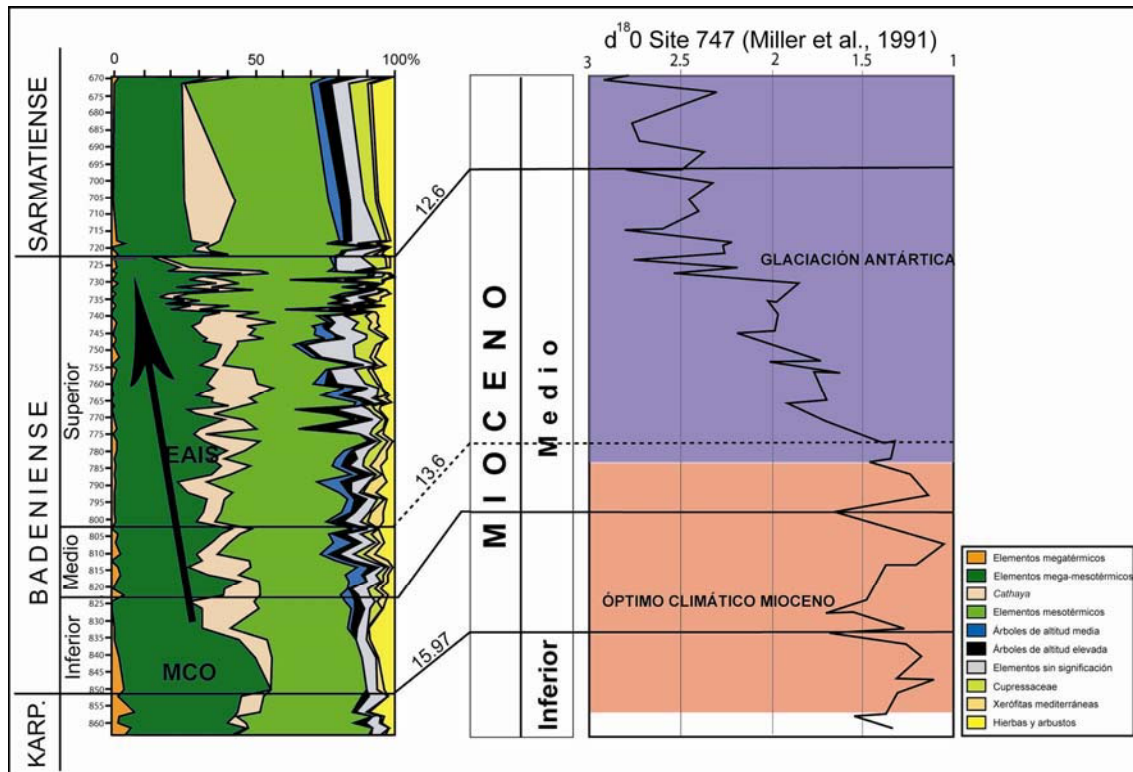 d18O Site 747 (Miller et al., 1991)
0 50 100%
3 2.5 2 1.5 1
SARMATIENSE
BADENIENSE
KARP.
Superior
Medio
Inferior
670
675
680
685
690
695
700
705
710
715
720
725
730
735
740
745
750
755
760
765
770
775
780
785
790
795
800
805
810
815
820
825
830
835
840
845
850
855
860
EAIS
MCO
12.6
13.6
15.97
MIOCENO
Medio
Inferior
GLACIACIÓN ANTÁRTICA
ÓPTIMO CLIMÁTICO MIOCENO
Elementos megatérmicos
Elementos mega-mesotérmicos
Cathaya
Elementos mesotérmicos
Árboles de altitud media
Árboles de altitud elevada
Elementos sin significación
Cupressaceae
Xerófitas mediterráneas
Hierbas y arbustos